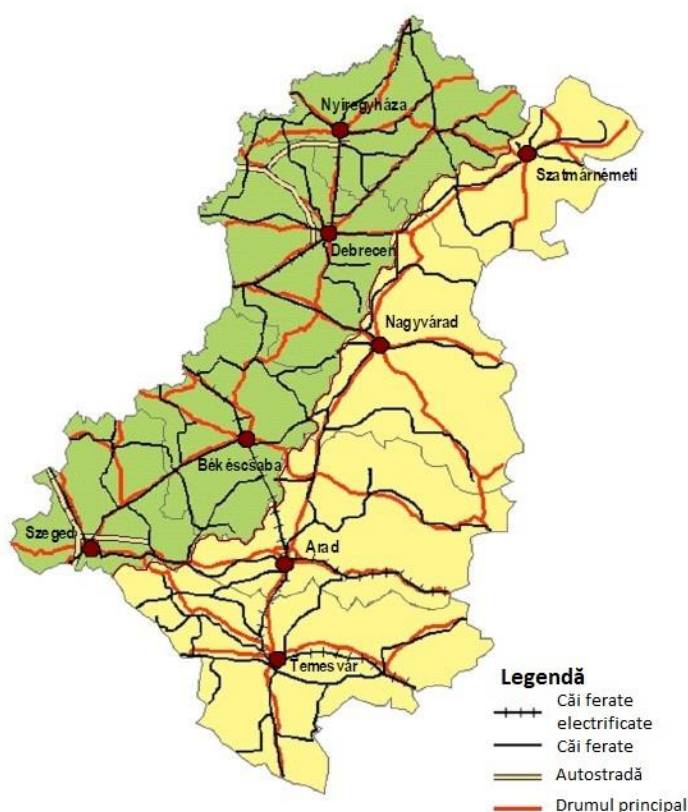 Nyíregyháza
Szatmárnémeti
Debrecen
Nagyvárad
Békéscsaba
Szeged
Arad
Temesvár
Legendă
Căi ferate
electrificate
Căi ferate
Autostradă
Drumul principal